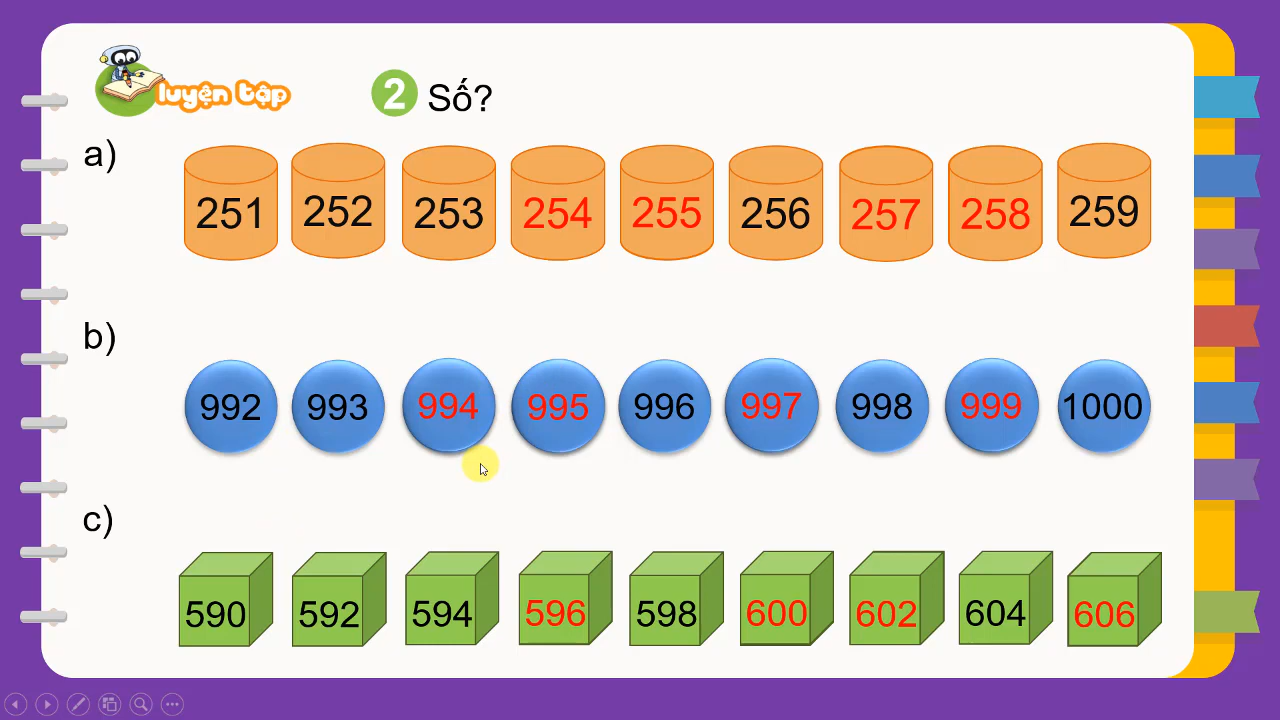 luyện tập
2 Số?
a)
251 252 253 254 255 256 257 258 259
b)
992 993 994 995 996 997 998 999 1000
c)
590 592 594 596 598 600 602 604 606